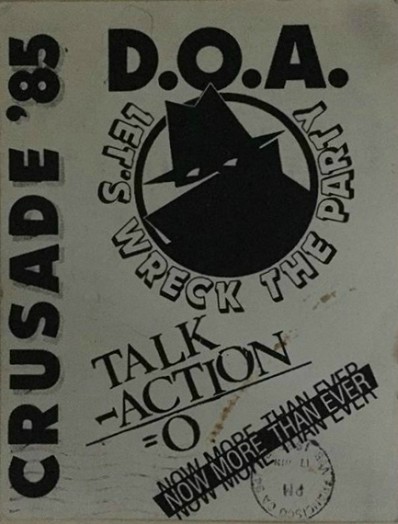 CRUSADE '85
D.O.A.
LET'S WRECK THE PARTY
TALK
-ACTION
=O
NOW MORE THAN EVER
NOW MORE THAN EVER
NOW MORE THAN EVER
PM